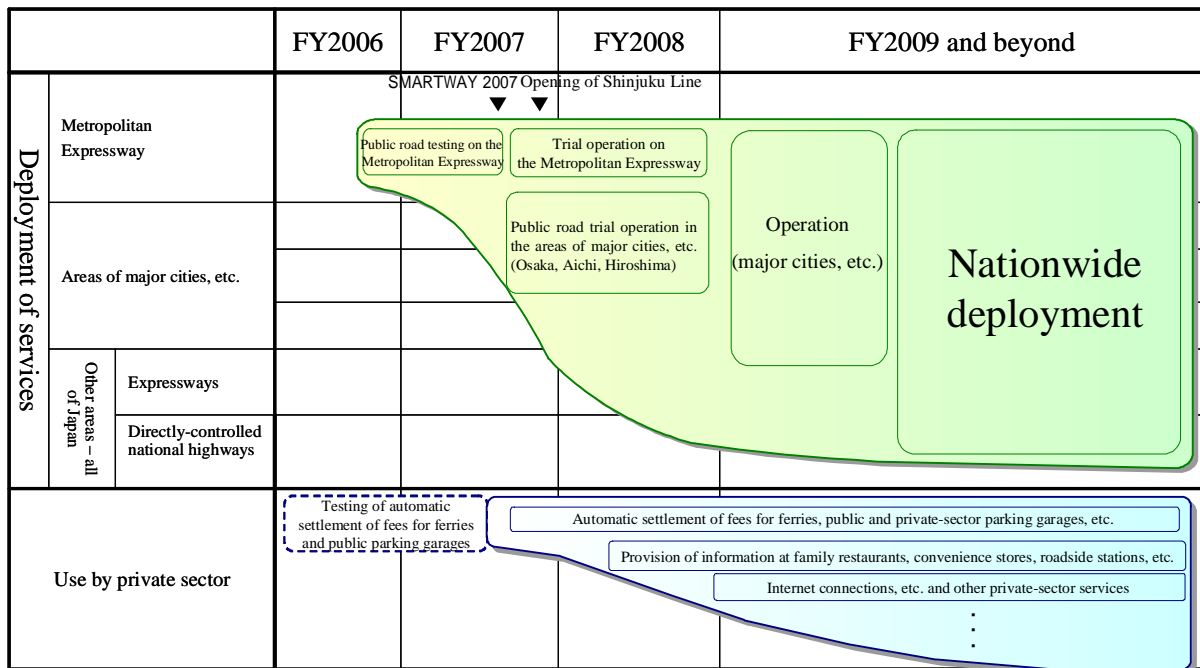 FY2006
FY2007
FY2008
FY2009 and beyond
SMARTWAY 2007
Opening of Shinjuku Line
Deployment of services
Metropolitan
Expressway
Public road testing on the
Metropolitan Expressway
Trial operation on
the Metropolitan Expressway
Areas of major cities, etc.
Public road trial operation in
the areas of major cities, etc.
(Osaka, Aichi, Hiroshima)
Operation
(major cities, etc.)
Nationwide
deployment
Other areas – all
of Japan
Expressways
Directly-controlled
national highways
Use by private sector
Testing of automatic
settlement of fees for ferries
and public parking garages
Automatic settlement of fees for ferries, public and private-sector parking garages, etc.
Provision of information at family restaurants, convenience stores, roadside stations, etc.
Internet connections, etc. and other private-sector services